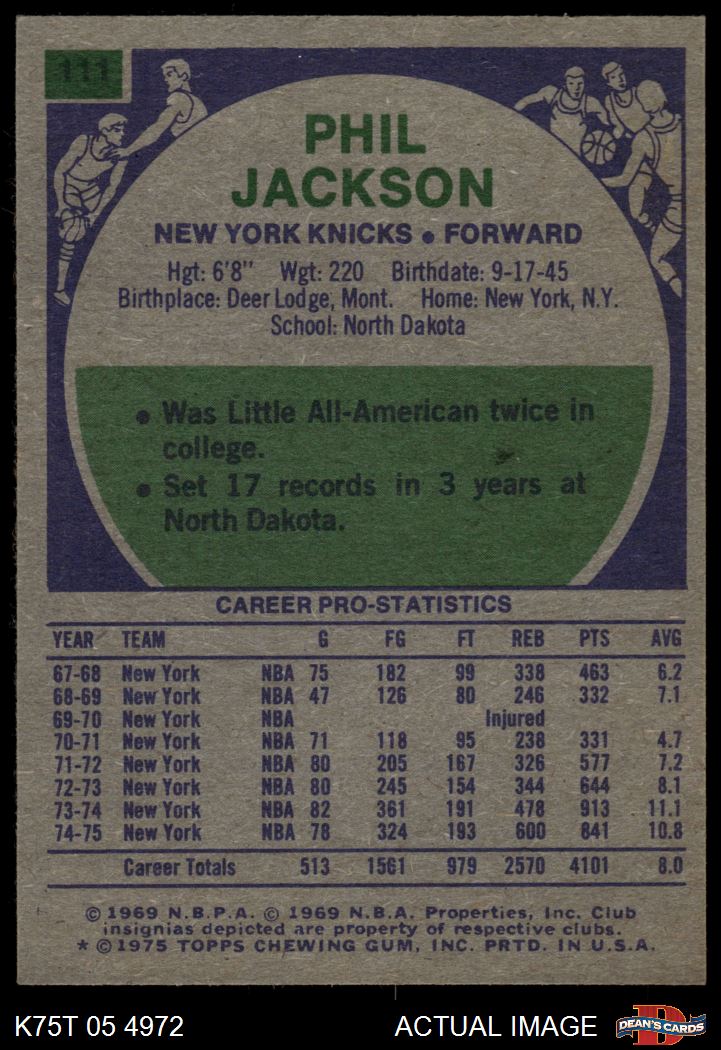 111
PHIL
JACKSON
NEW YORK KNICKS • FORWARD
Hgt: 6'8" Wgt: 220 Birthdate: 9-17-45
Birthplace: Deer Lodge, Mont. Home: New York, N.Y.
School: North Dakota
• Was Little All-American twice in
college.
• Set 17 records in 3 years at
North Dakota.
CAREER PRO-STATISTICS
YEAR TEAM G FG FT REB PTS AVG
67-68 New York NBA 75 182 99 338 463 6.2
68-69 New York NBA 47 126 80 246 332 7.1
69-70 New York NBA Injured
70-71 New York NBA 71 118 95 238 331 4.7
71-72 New York NBA 80 205 167 326 577 7.2
72-73 New York NBA 80 245 154 344 644 8.1
73-74 New York NBA 82 361 191 478 913 11.1
74-75 New York NBA 78 324 193 600 841 10.8
Career Totals 513 1561 979 2570 4101 8.0
© 1969 N.B.P.A. © 1969 N.B.A. Properties, Inc. Club
insignias depicted are property of respective clubs.
* © 1975 TOPPS CHEWING GUM, INC. PRTD. IN U.S.A.
K75T 05 4972 ACTUAL IMAGE
D
DEAN'S CARDS